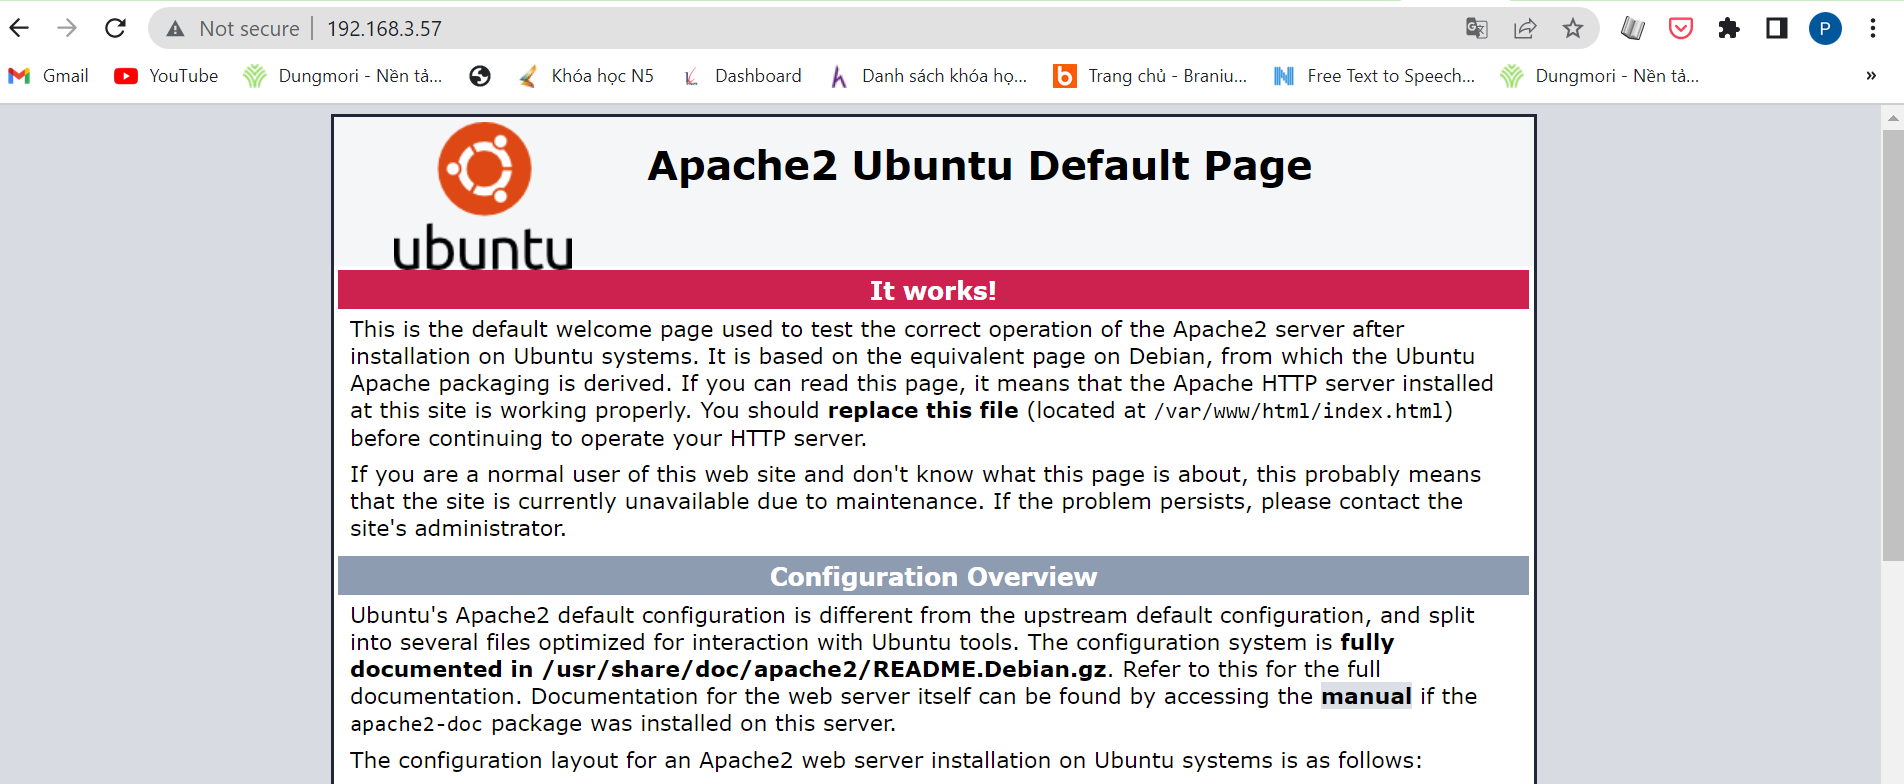 Not secure | 192.168.3.57
P
Gmail YouTube Dungmori - Nền tả... Khóa học N5 Dashboard Danh sách khóa họ... Trang chủ - Braniu... Free Text to Speech... Dungmori - Nền tả... »
ubuntu
Apache2 Ubuntu Default Page
It works!
This is the default welcome page used to test the correct operation of the Apache2 server after
installation on Ubuntu systems. It is based on the equivalent page on Debian, from which the Ubuntu
Apache packaging is derived. If you can read this page, it means that the Apache HTTP server installed
at this site is working properly. You should replace this file (located at /var/www/html/index.html)
before continuing to operate your HTTP server.
If you are a normal user of this web site and don't know what this page is about, this probably means
that the site is currently unavailable due to maintenance. If the problem persists, please contact the
site's administrator.
Configuration Overview
Ubuntu's Apache2 default configuration is different from the upstream default configuration, and split
into several files optimized for interaction with Ubuntu tools. The configuration system is fully
documented in /usr/share/doc/apache2/README.Debian.gz. Refer to this for the full
documentation. Documentation for the web server itself can be found by accessing the manual if the
apache2-doc package was installed on this server.
The configuration layout for an Apache2 web server installation on Ubuntu systems is as follows: